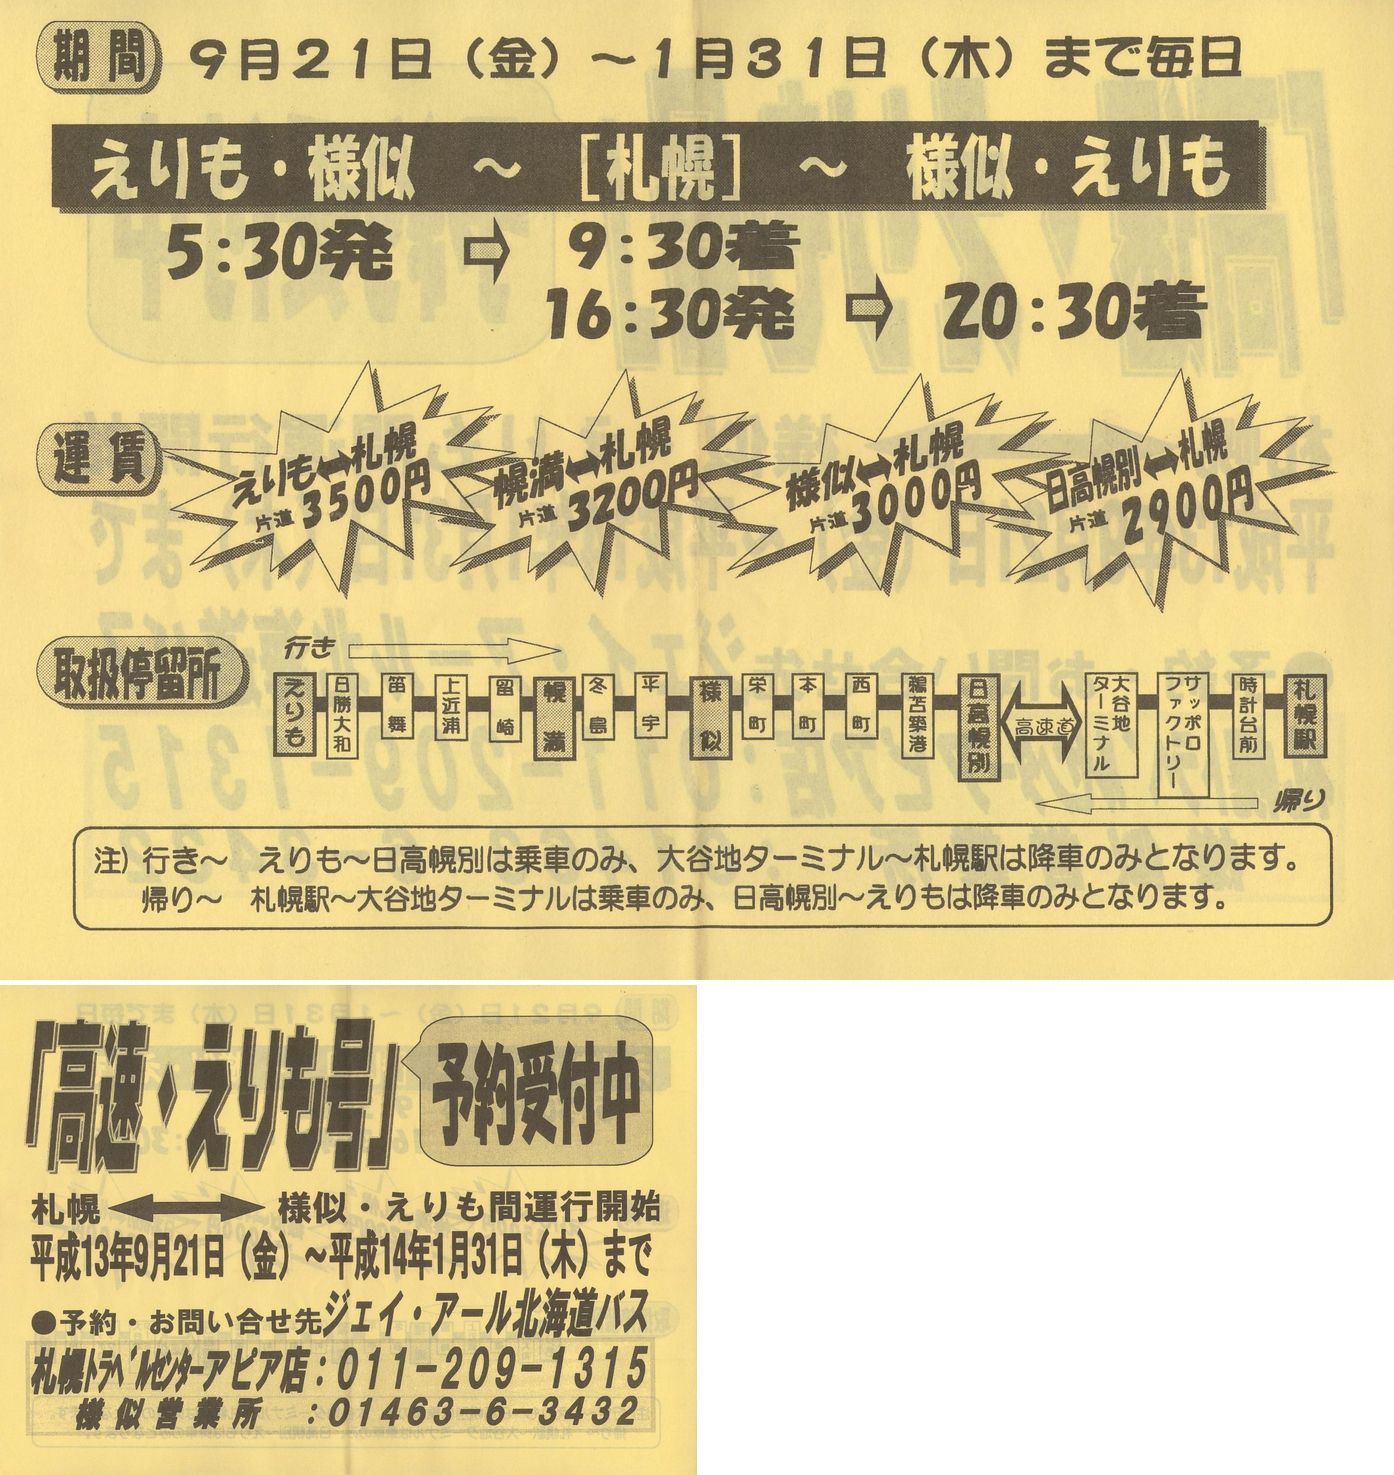 期間 9月21日（金）～1月31日（木）まで毎日
えりも・様似 ～ ［札幌］ ～ 様似・えりも
5:30発 ⇨ 9:30着
16:30発 ⇨ 20:30着
運賃
えりも↔札幌
片道 3500円
幌満↔札幌
片道 3200円
様似↔札幌
片道 3000円
日高幌別↔札幌
片道 2900円
取扱停留所
行き
えりも
日勝大和
笛舞
上近浦
留崎
幌満
冬島
平宇
様似
栄町
本町
西町
鵜苫築港
日高幌別
高速道
大谷地ターミナル
サッポロファクトリー
時計台前
札幌駅
帰り
注）行き～ えりも～日高幌別は乗車のみ、大谷地ターミナル～札幌駅は降車のみとなります。
帰り～ 札幌駅～大谷地ターミナルは乗車のみ、日高幌別～えりもは降車のみとなります。
「高速・えりも号」
予約受付中
札幌 ↔ 様似・えりも間運行開始
平成13年9月21日（金）～平成14年1月31日（木）まで
●予約・お問い合せ先ジェイ・アール北海道バス
札幌ﾄﾗﾍﾞﾙｾﾝﾀｰアピア店：011－209－1315
様似営業所 ：01463－6－3432